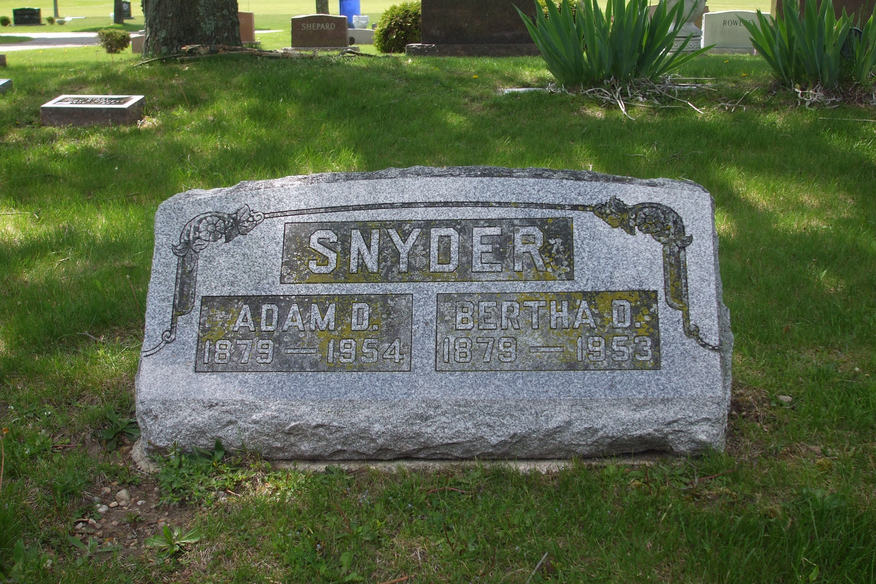 SHEPARD
SNYDER
ADAM D.
1879 — 1954
BERTHA D.
1879 — 1953